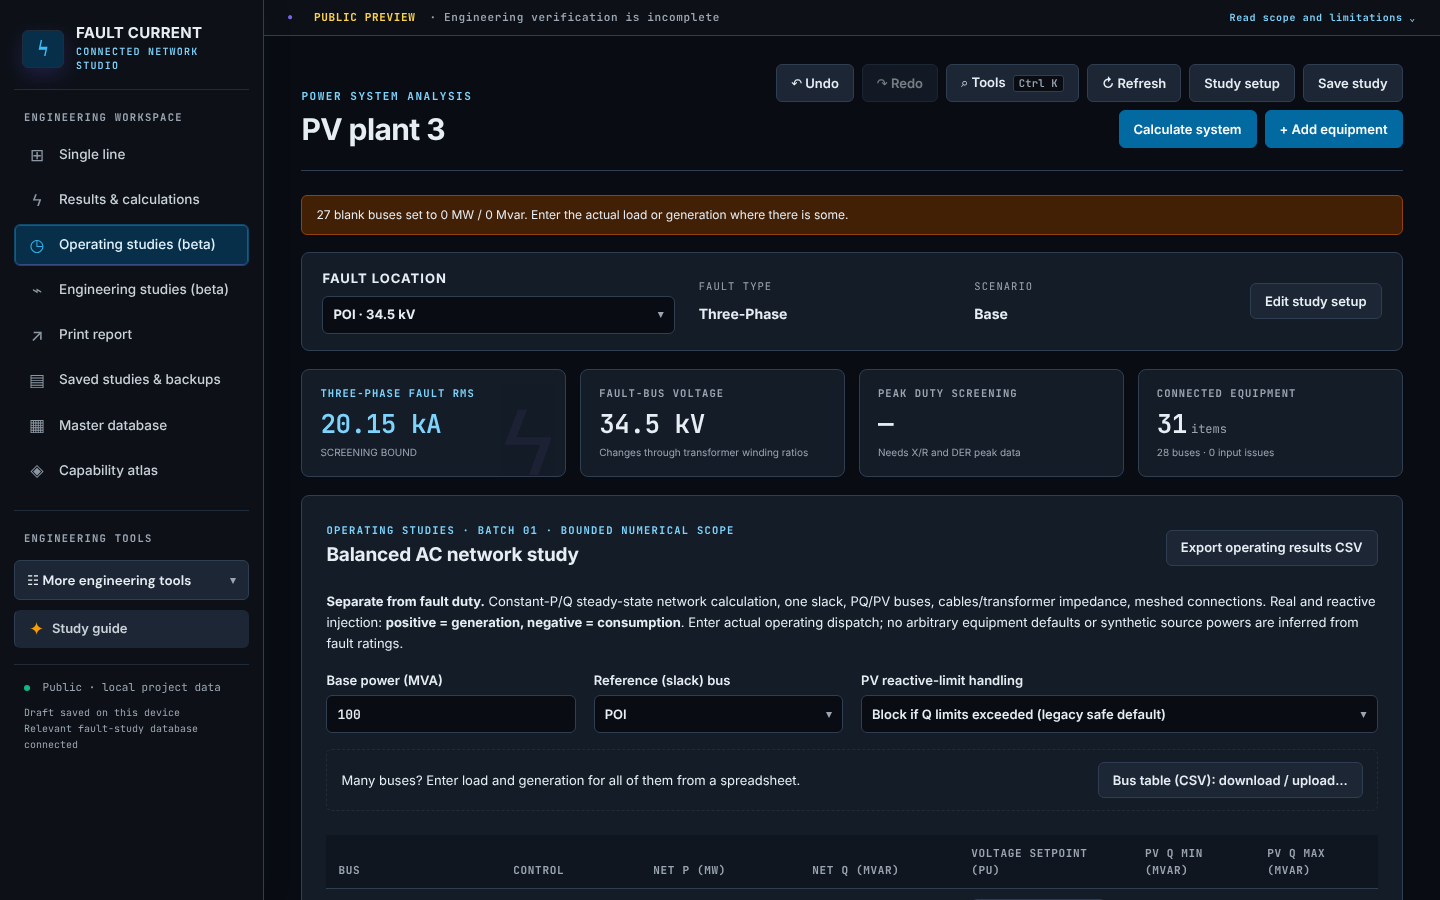 FAULT CURRENT
CONNECTED NETWORK
STUDIO
ENGINEERING WORKSPACE
Single line
Results & calculations
Operating studies (beta)
Engineering studies (beta)
Print report
Saved studies & backups
Master database
Capability atlas
ENGINEERING TOOLS
More engineering tools
Study guide
Public · local project data
Draft saved on this device
Relevant fault-study database
connected
PUBLIC PREVIEW · Engineering verification is incomplete
Read scope and limitations
POWER SYSTEM ANALYSIS
PV plant 3
Undo
Redo
Tools Ctrl K
Refresh
Study setup
Save study
Calculate system
+ Add equipment
27 blank buses set to 0 MW / 0 Mvar. Enter the actual load or generation where there is some.
FAULT LOCATION
POI · 34.5 kV
FAULT TYPE
Three-Phase
SCENARIO
Base
Edit study setup
THREE-PHASE FAULT RMS
20.15 kA
SCREENING BOUND
FAULT-BUS VOLTAGE
34.5 kV
Changes through transformer winding ratios
PEAK DUTY SCREENING
—
Needs X/R and DER peak data
CONNECTED EQUIPMENT
31 items
28 buses · 0 input issues
OPERATING STUDIES · BATCH 01 · BOUNDED NUMERICAL SCOPE
Balanced AC network study
Export operating results CSV
Separate from fault duty. Constant-P/Q steady-state network calculation, one slack, PQ/PV buses, cables/transformer impedance, meshed connections. Real and reactive
injection: positive = generation, negative = consumption. Enter actual operating dispatch; no arbitrary equipment defaults or synthetic source powers are inferred from
fault ratings.
Base power (MVA)
100
Reference (slack) bus
POI
PV reactive-limit handling
Block if Q limits exceeded (legacy safe default)
Many buses? Enter load and generation for all of them from a spreadsheet.
Bus table (CSV): download / upload...
BUS
CONTROL
NET P (MW)
NET Q (MVAR)
VOLTAGE SETPOINT
(PU)
PV Q MIN
(MVAR)
PV Q MAX
(MVAR)